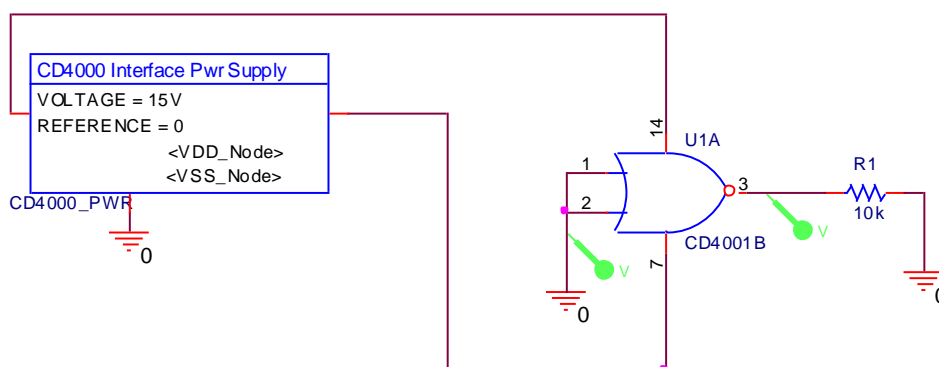 CD4000 Interface Pwr Supply
VOLTAGE = 15V
REFERENCE = 0
<VDD_Node>
<VSS_Node>
CD4000_PWR
0
14
U1A
1
2
3
CD4001B
7
V
0
V
R1
10k
0